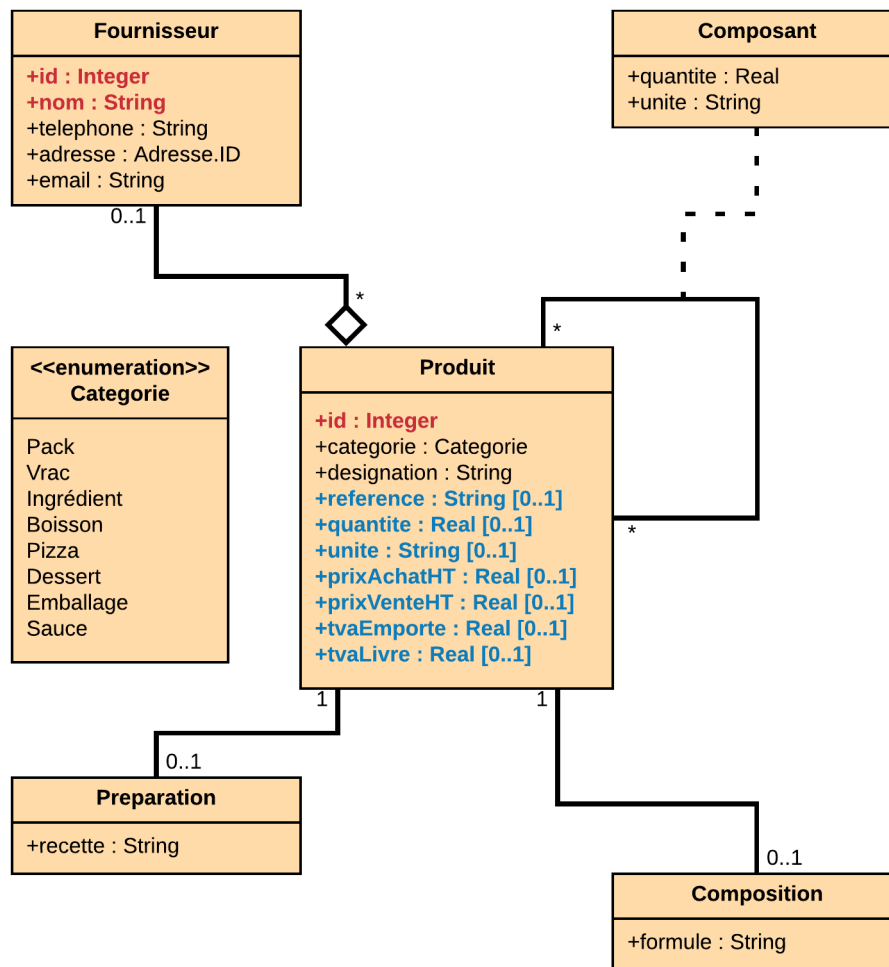 Fournisseur
+id : Integer
+nom : String
+telephone : String
+adresse : Adresse.ID
+email : String
Composant
+quantite : Real
+unite : String
0..1
*
*
*
<<enumeration>>
Categorie
Pack
Vrac
Ingrédient
Boisson
Pizza
Dessert
Emballage
Sauce
Produit
+id : Integer
+categorie : Categorie
+designation : String
+reference : String [0..1]
+quantite : Real [0..1]
+unite : String [0..1]
+prixAchatHT : Real [0..1]
+prixVenteHT : Real [0..1]
+tvaEmporte : Real [0..1]
+tvaLivre : Real [0..1]
1
1
0..1
Preparation
+recette : String
0..1
Composition
+formule : String